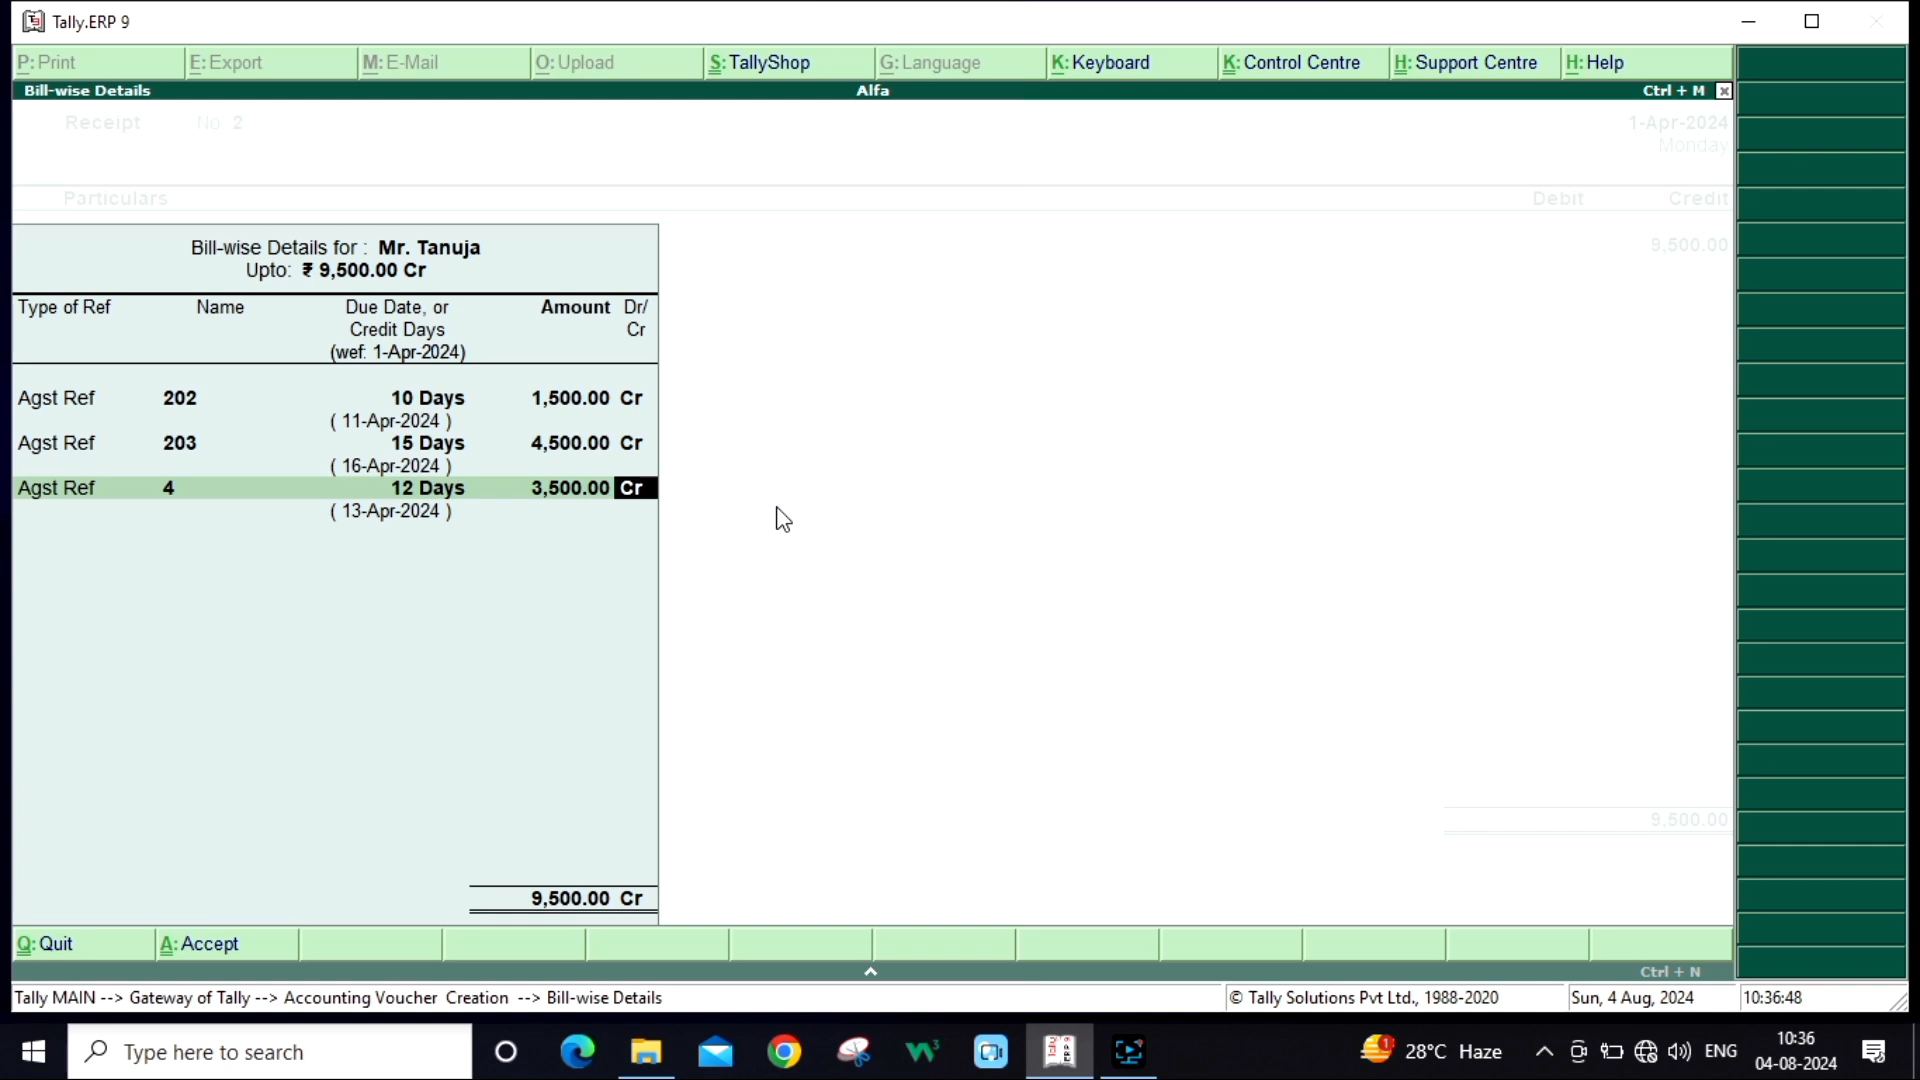 Tally.ERP 9
P: Print E: Export M: E-Mail O: Upload S: TallyShop G: Language K: Keyboard K: Control Centre H: Support Centre H: Help
Bill-wise Details Alfa Ctrl + M
Receipt No 2 1-Apr-2024
Monday
Particulars Debit Credit
9,500.00
Bill-wise Details for : Mr. Tanuja
Upto: ₹ 9,500.00 Cr
Type of Ref Name Due Date, or Amount Dr/
Credit Days Cr
(wef: 1-Apr-2024)
Agst Ref 202 10 Days 1,500.00 Cr
( 11-Apr-2024 )
Agst Ref 203 15 Days 4,500.00 Cr
( 16-Apr-2024 )
Agst Ref 4 12 Days 3,500.00 Cr
( 13-Apr-2024 )
9,500.00
9,500.00 Cr
Q: Quit A: Accept
Ctrl + N
Tally MAIN --> Gateway of Tally --> Accounting Voucher Creation --> Bill-wise Details © Tally Solutions Pvt Ltd., 1988-2020 Sun, 4 Aug, 2024 10:36:48
Type here to search 28°C Haze ENG 10:36
04-08-2024